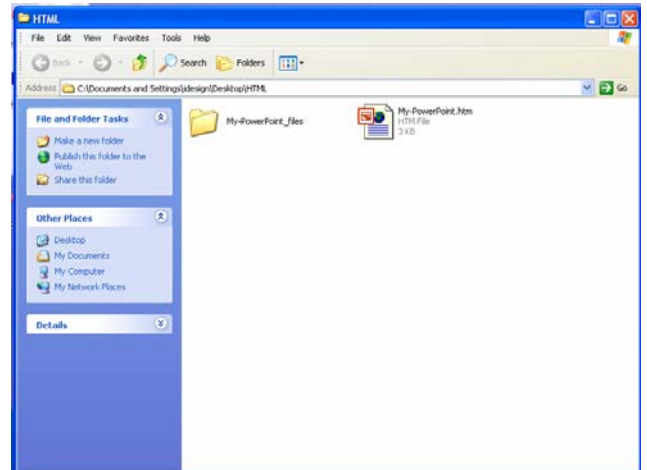 HTML
File Edit View Favorites Tools Help
Back Search Folders
Address C:\Documents and Settings\jdesign\Desktop\HTML Go
File and Folder Tasks
Make a new folder
Publish this folder to the
Web
Share this folder
Other Places
Desktop
My Documents
My Computer
My Network Places
Details
My-PowerPoint_files
My-PowerPoint.htm
HTM File
3 KB